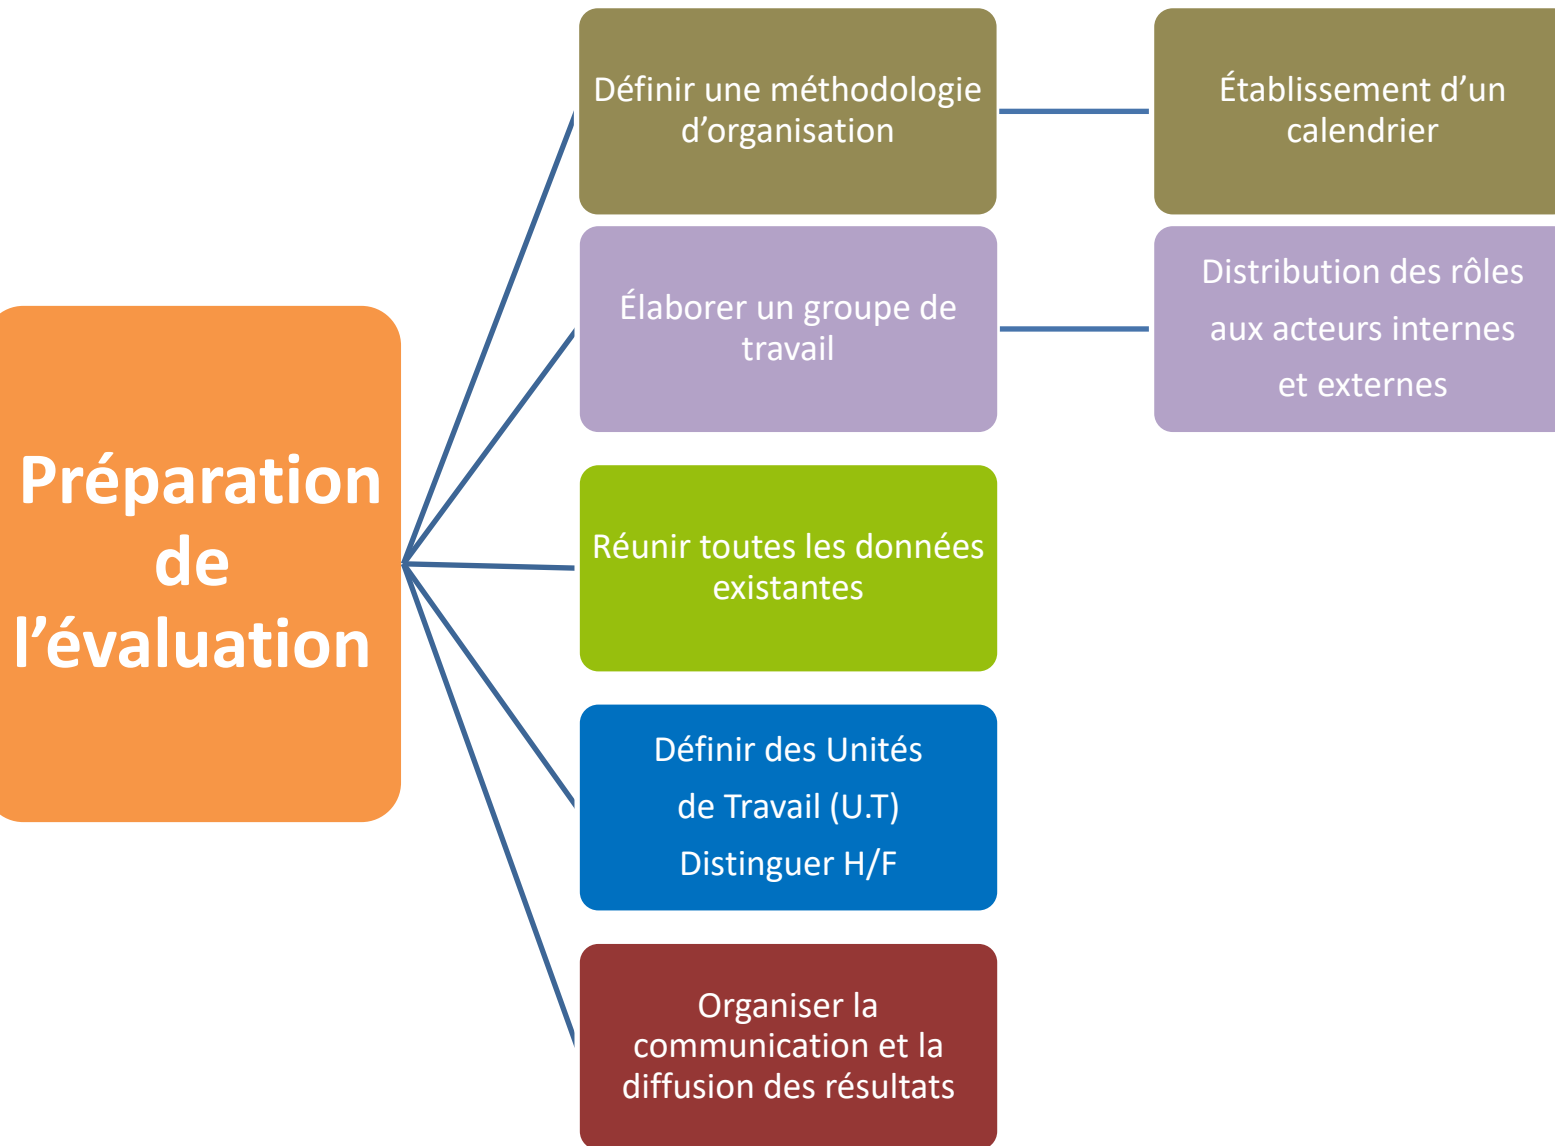 Préparation
de
l’évaluation
Définir une méthodologie
d’organisation
Établissement d’un
calendrier
Élaborer un groupe de
travail
Distribution des rôles
aux acteurs internes
et externes
Réunir toutes les données
existantes
Définir des Unités
de Travail (U.T)
Distinguer H/F
Organiser la
communication et la
diffusion des résultats